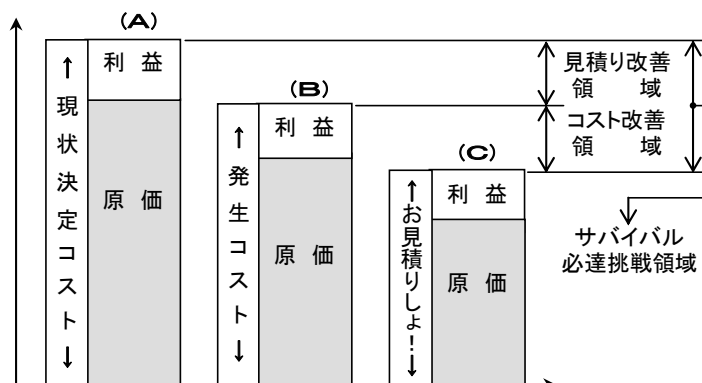 (A)
↑現状決定コスト↓
利 益
原 価
(B)
↑発生コスト↓
利 益
原 価
(C)
↑お見積りしょ！↓
利 益
原 価
見積り改善
領 域
コスト改善
領 域
サバイバル
必達挑戦領域